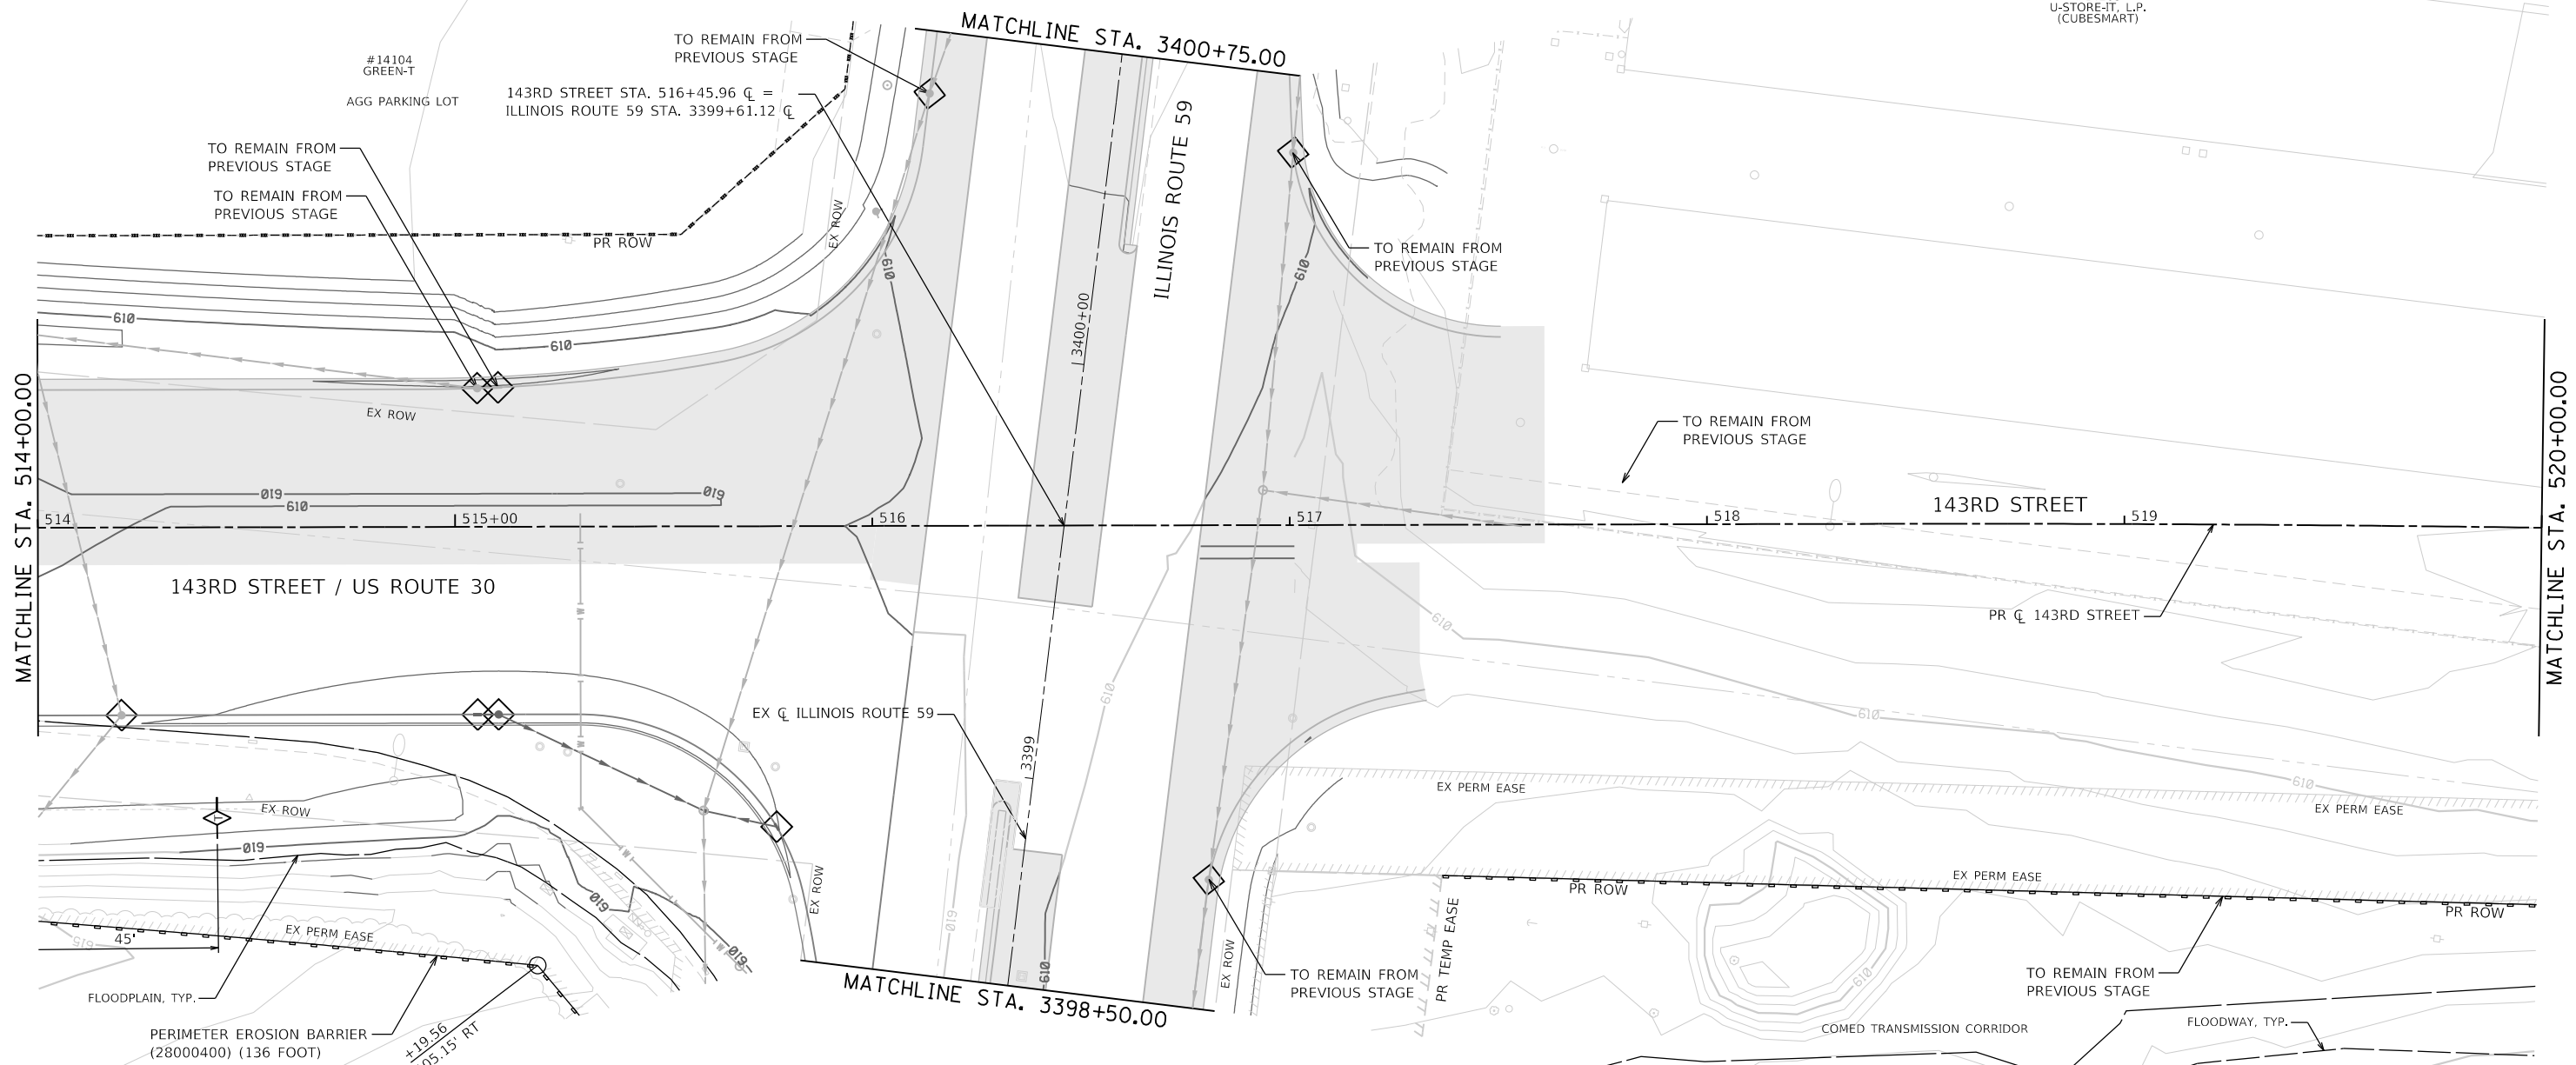 U-STORE-IT, L.P.
(CUBESMART)
MATCHLINE STA. 3400+75.00
TO REMAIN FROM
PREVIOUS STAGE
#14104
GREEN-T
AGG PARKING LOT
143RD STREET STA. 516+45.96 ℄ =
ILLINOIS ROUTE 59 STA. 3399+61.12 ℄
TO REMAIN FROM
PREVIOUS STAGE
TO REMAIN FROM
PREVIOUS STAGE
PR ROW
EX ROW
ILLINOIS ROUTE 59
TO REMAIN FROM
PREVIOUS STAGE
610
610
610
610
3400+00
MATCHLINE STA. 514+00.00
EX ROW
TO REMAIN FROM
PREVIOUS STAGE
MATCHLINE STA. 520+00.00
610
610
610
514
515+00
516
517
518
519
143RD STREET
143RD STREET / US ROUTE 30
W
PR ℄ 143RD STREET
610
610
610
W
EX ℄ ILLINOIS ROUTE 59
W
3399
610
EX PERM EASE
EX PERM EASE
EX ROW
T
610
W
EX ROW
PR ROW
EX PERM EASE
PR ROW
610
W
610
610
EX PERM EASE
615
45'
610
EX ROW
PR TEMP EASE
610
TO REMAIN FROM
PREVIOUS STAGE
TO REMAIN FROM
PREVIOUS STAGE
MATCHLINE STA. 3398+50.00
FLOODPLAIN, TYP.
PERIMETER EROSION BARRIER
(28000400) (136 FOOT)
+19.56
05.15' RT
COMED TRANSMISSION CORRIDOR
FLOODWAY, TYP.